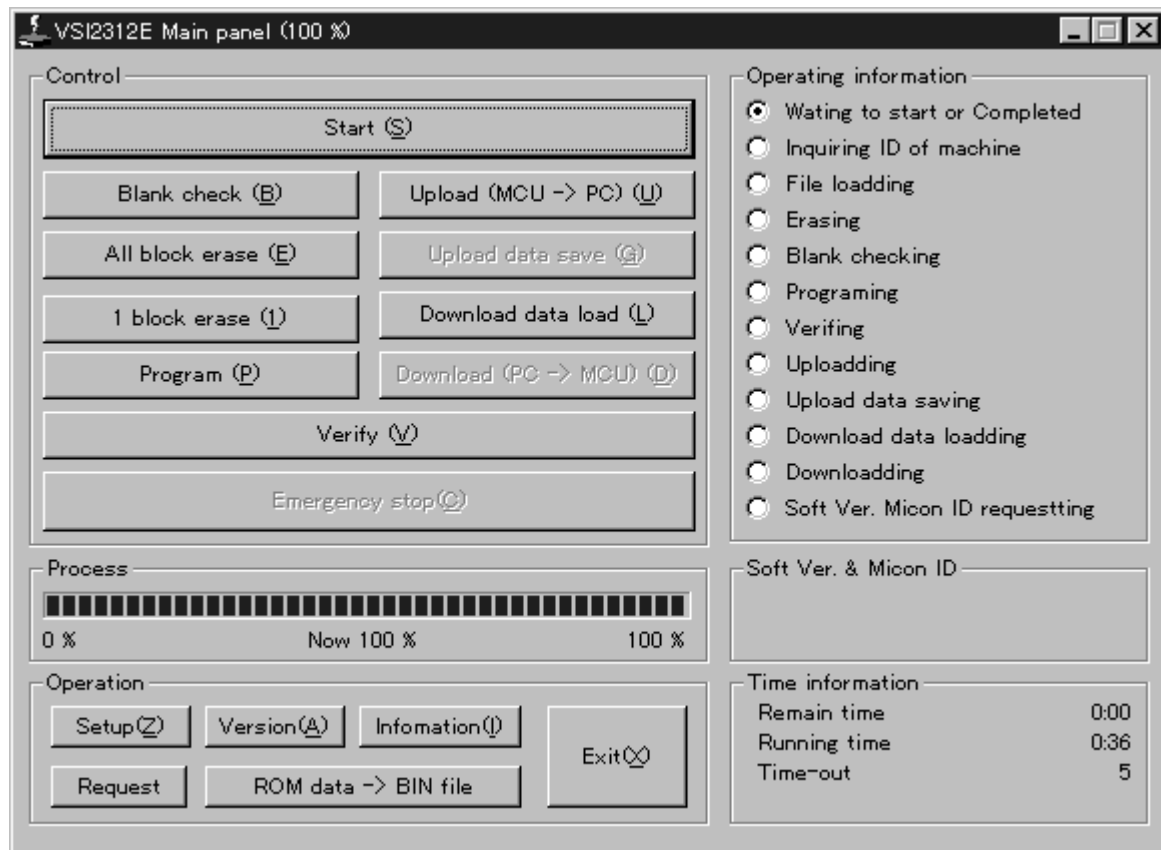 VSI2312E Main panel (100 %)
Control
Start (S)
Blank check (B)
Upload (MCU -> PC) (U)
All block erase (E)
Upload data save (G)
1 block erase (1)
Download data load (L)
Program (P)
Download (PC -> MCU) (D)
Verify (V)
Emergency stop(C)
Operating information
Wating to start or Completed
Inquiring ID of machine
File loadding
Erasing
Blank checking
Programing
Verifing
Uploadding
Upload data saving
Download data loadding
Downloadding
Soft Ver. Micon ID requestting
Process
0 %
Now 100 %
100 %
Soft Ver. & Micon ID
Operation
Setup(Z)
Version(A)
Infomation(I)
Exit(X)
Request
ROM data -> BIN file
Time information
Remain time 0:00
Running time 0:36
Time-out 5